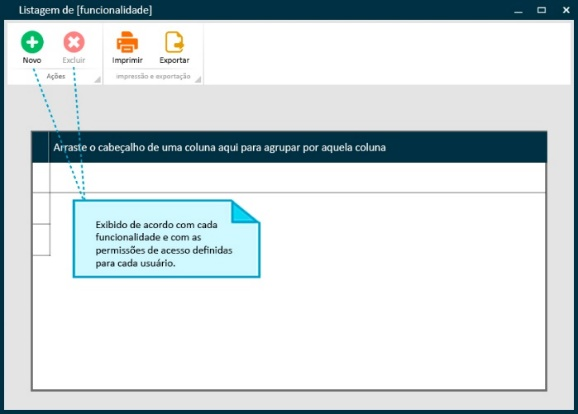 Listagem de [funcionalidade]
Novo Excluir Imprimir Exportar
Ações impressão e exportação
Arraste o cabeçalho de uma coluna aqui para agrupar por aquela coluna
Exibido de acordo com cada
funcionalidade e com as
permissões de acesso definidas
para cada usuário.